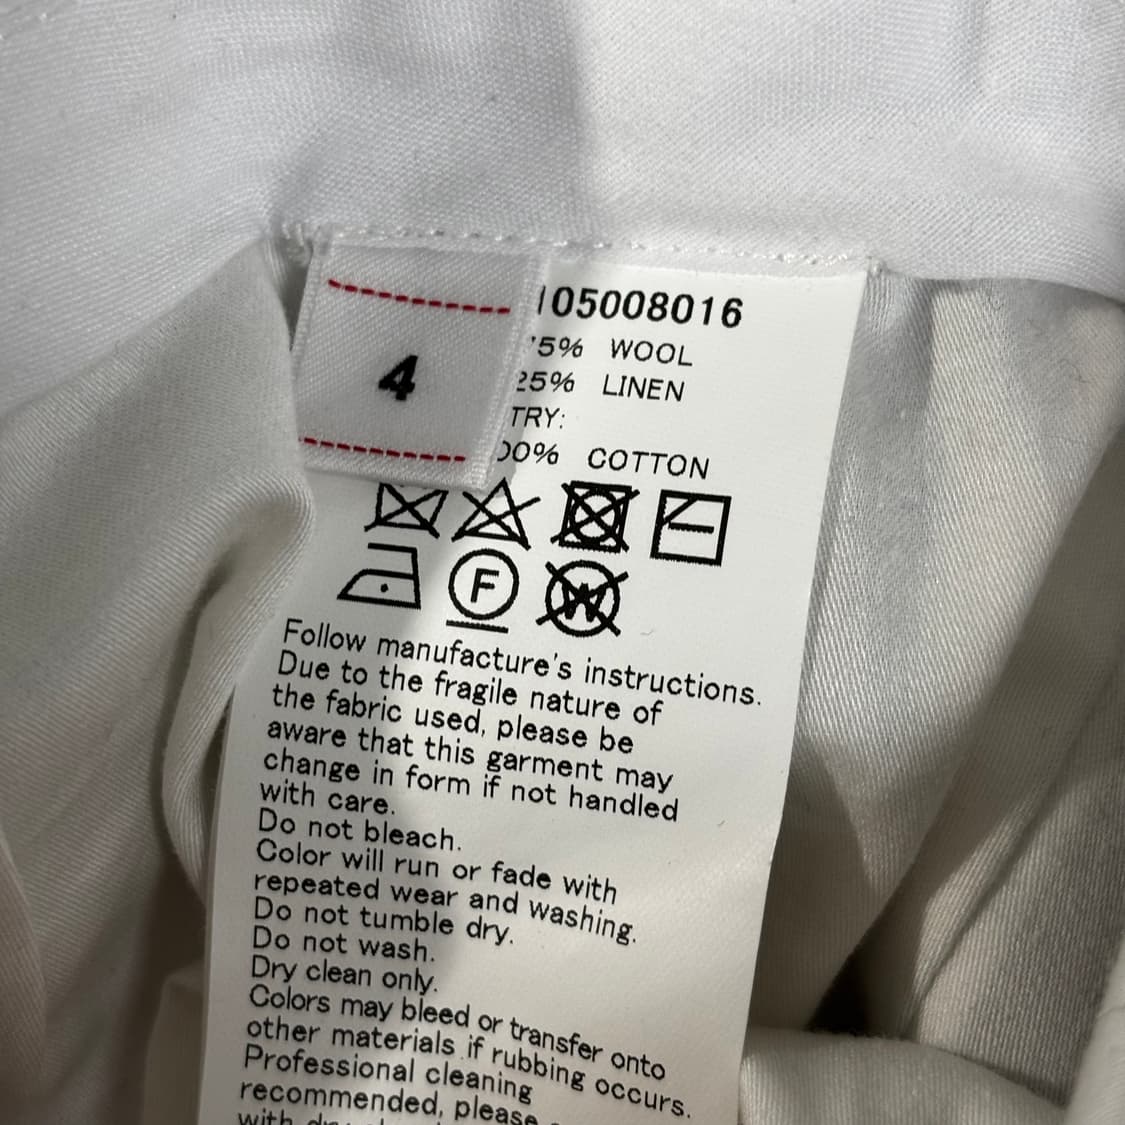 4
105008016
75% WOOL
25% LINEN
TRY:
00% COTTON
F
W
Follow manufacture's instructions.
Due to the fragile nature of
the fabric used, please be
aware that this garment may
change in form if not handled
with care.
Do not bleach.
Color will run or fade with
repeated wear and washing.
Do not tumble dry.
Do not wash.
Dry clean only.
Colors may bleed or transfer onto
other materials if rubbing occurs.
Professional cleaning
recommended, please
with